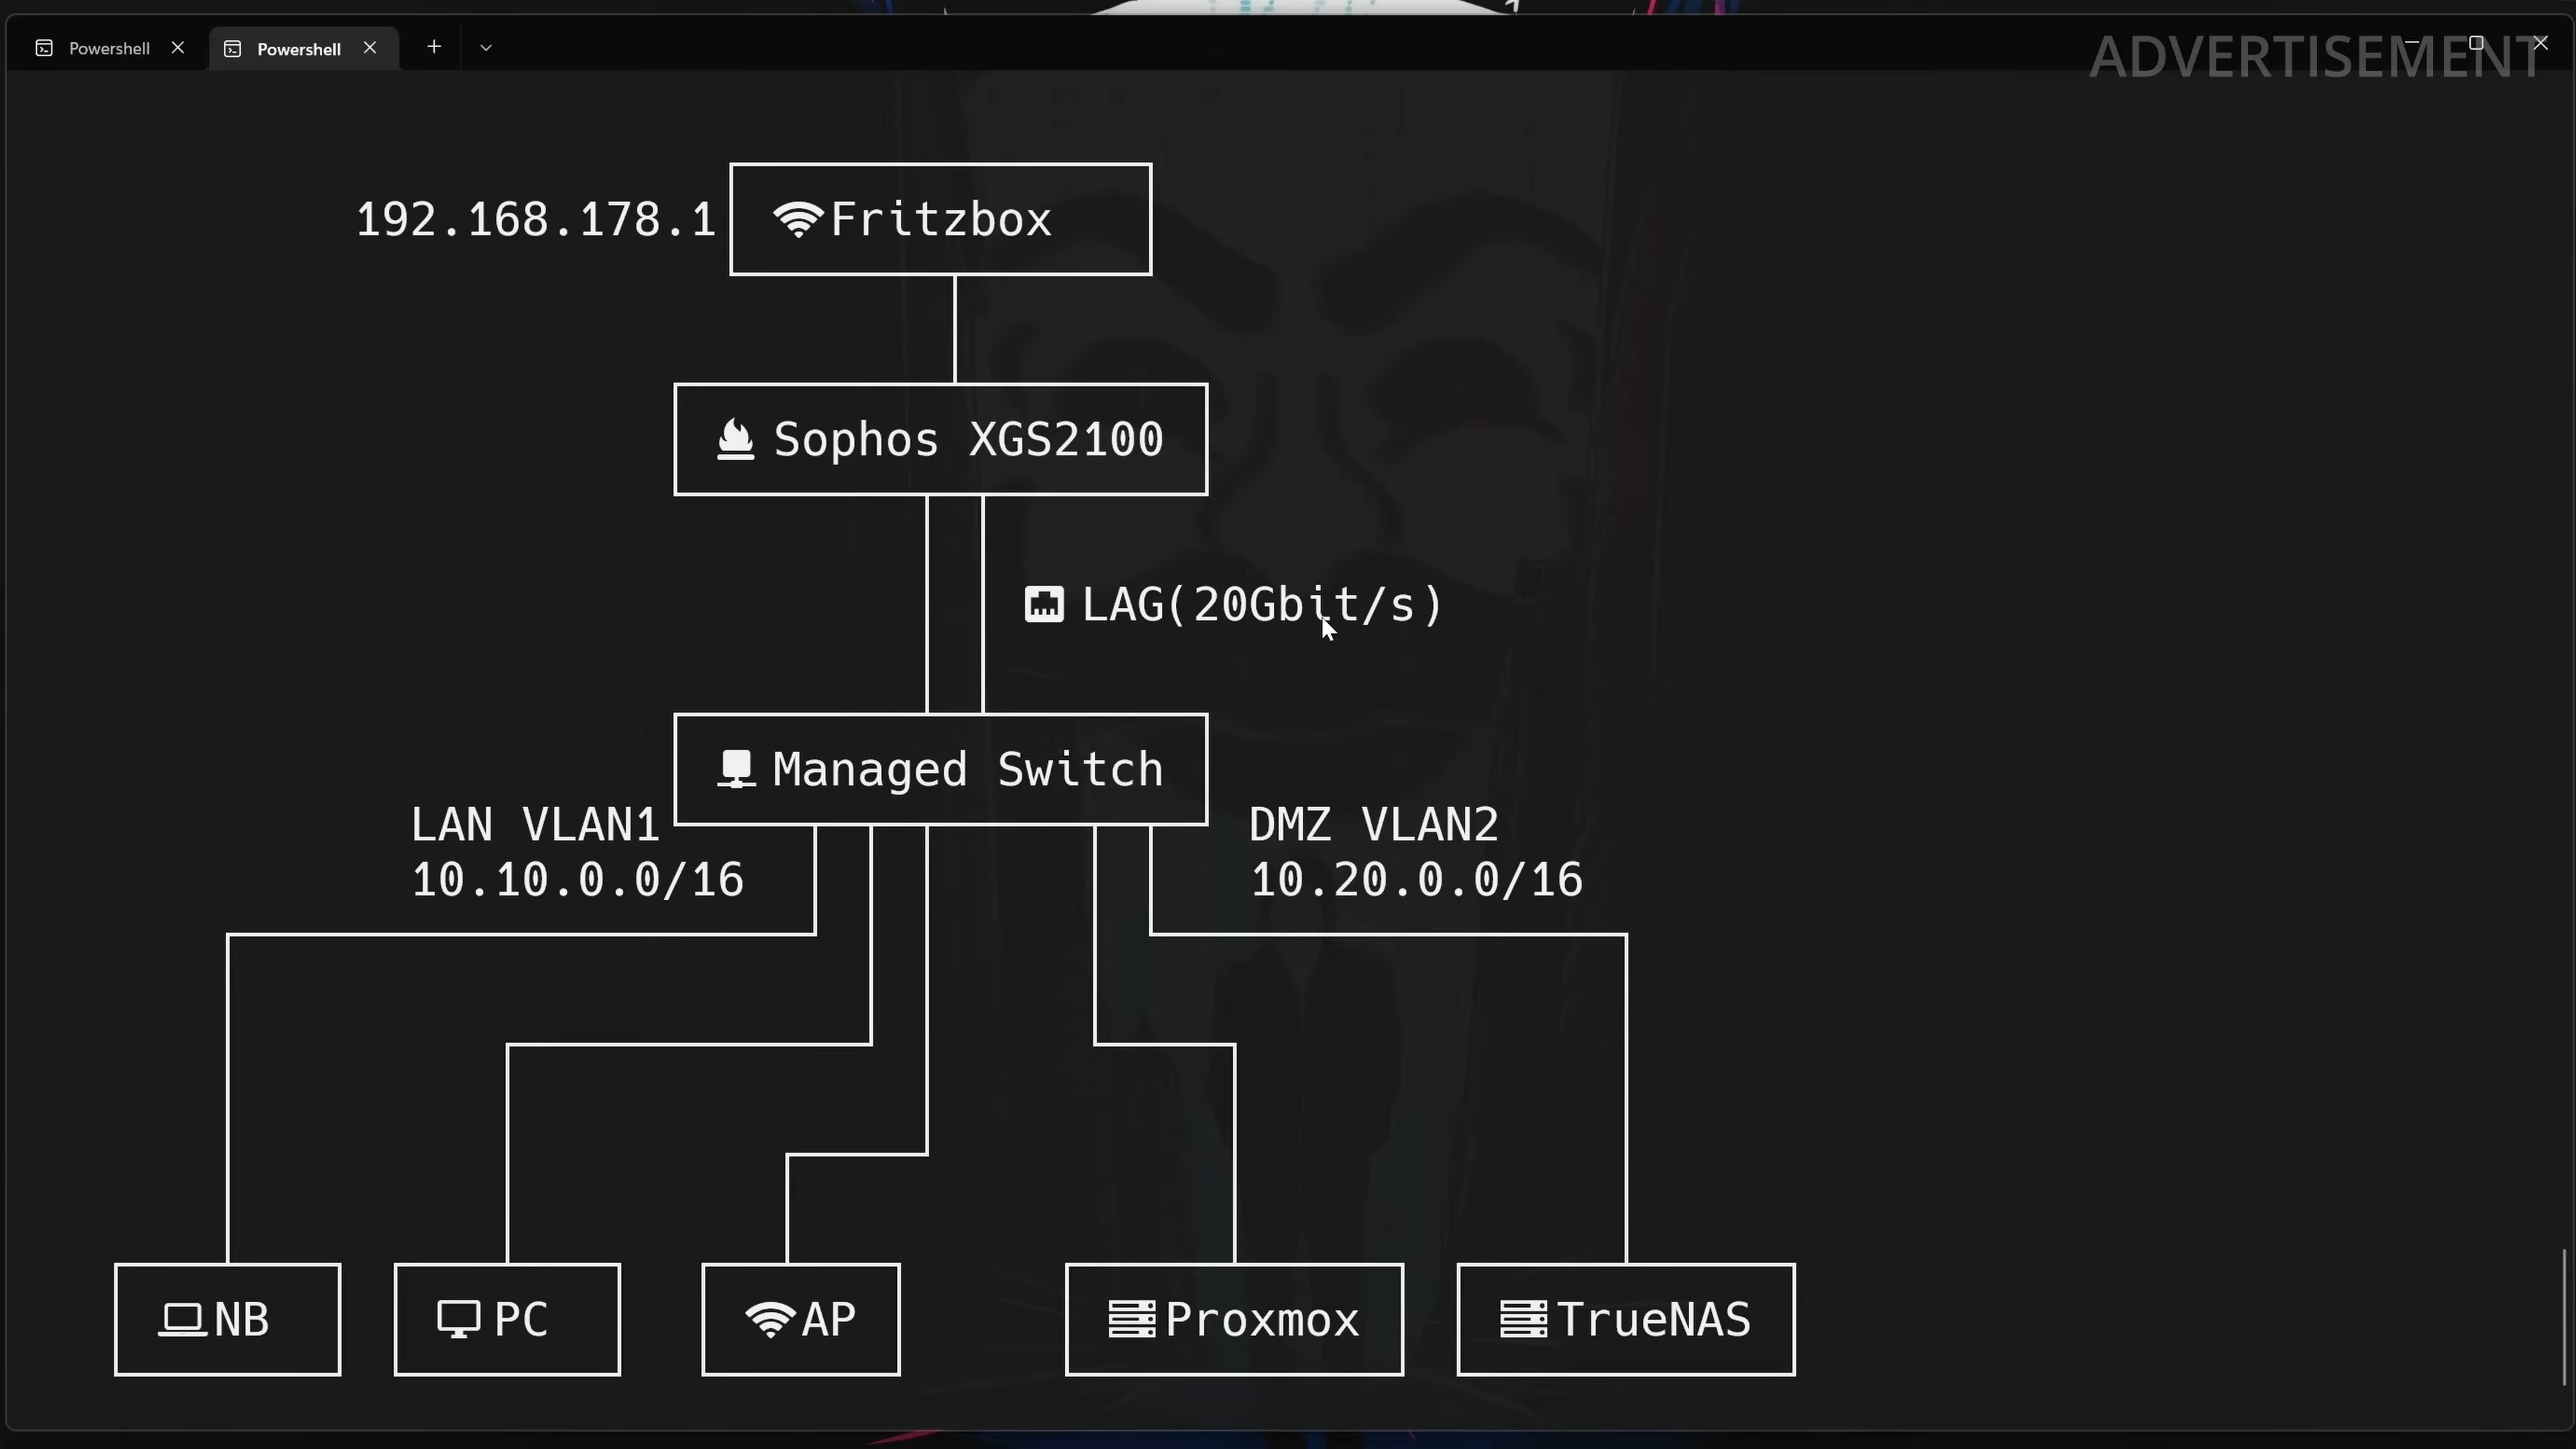 Powershell
Powershell
ADVERTISEMENT
192.168.178.1
Fritzbox
Sophos XGS2100
LAG(20Gbit/s)
Managed Switch
LAN VLAN1
10.10.0.0/16
DMZ VLAN2
10.20.0.0/16
NB
PC
AP
Proxmox
TrueNAS